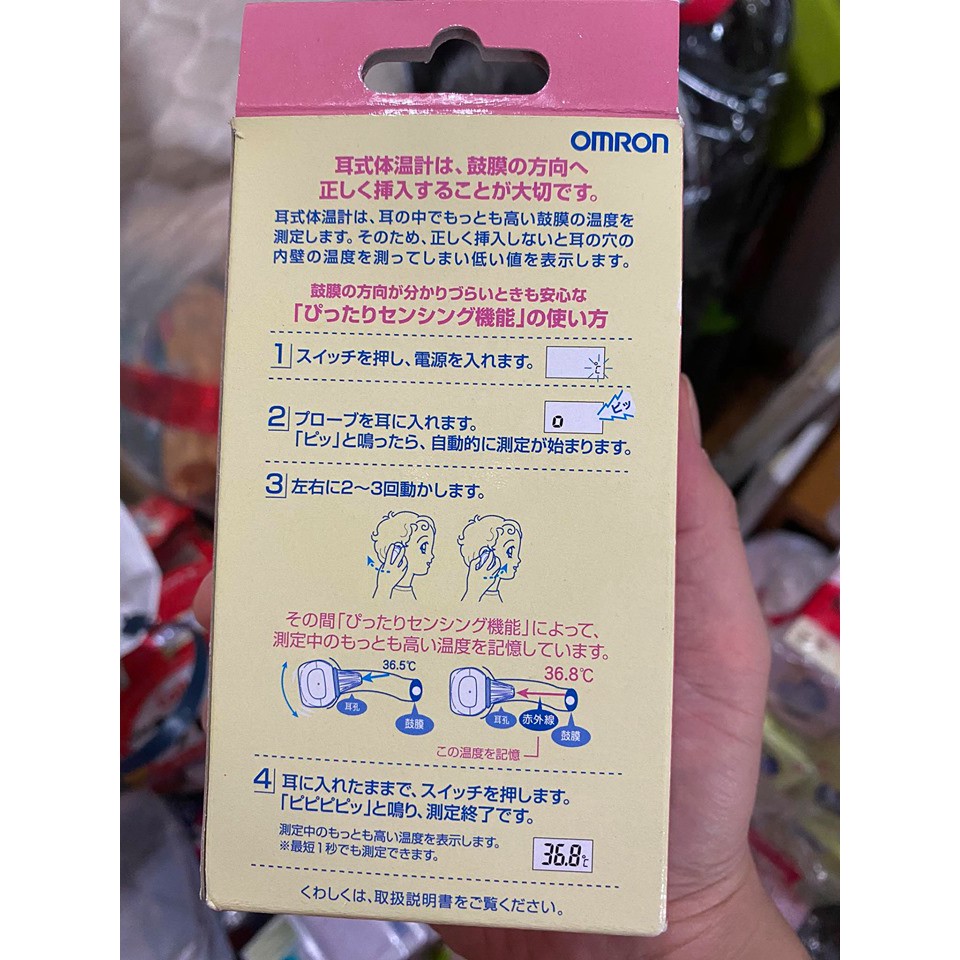 OMRON
耳式体温計は、鼓膜の方向へ
正しく挿入することが大切です。
耳式体温計は、耳の中でもっとも高い鼓膜の温度を
測定します。そのため、正しく挿入しないと耳の穴の
内壁の温度を測ってしまい低い値を表示します。
鼓膜の方向が分かりづらいときも安心な
「ぴったりセンシング機能」の使い方
1 スイッチを押し、電源を入れます。
℃
2 プローブを耳に入れます。
「ピッ」と鳴ったら、自動的に測定が始まります。
0
ピッ
3 左右に2〜3回動かします。
その間「ぴったりセンシング機能」によって、
測定中のもっとも高い温度を記憶しています。
36.5℃
耳孔
鼓膜
36.8℃
耳孔
赤外線
鼓膜
この温度を記憶
4 耳に入れたままで、スイッチを押します。
「ピピピピッ」と鳴り、測定終了です。
測定中のもっとも高い温度を表示します。
※最短1秒でも測定できます。
36.8℃
くわしくは、取扱説明書をご覧ください。